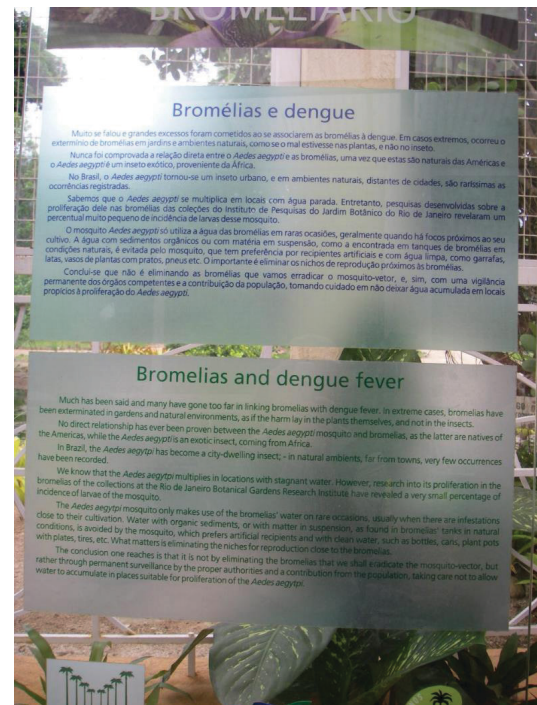 BROMELIÁRIO
Bromélias e dengue
Muito se falou e grandes excessos foram cometidos ao se associarem as bromélias à dengue. Em casos extremos, ocorreu o
extermínio de bromélias em jardins e ambientes naturais, como se o mal estivesse nas plantas, e não no inseto.
Nunca foi comprovada a relação direta entre o Aedes aegypti e as bromélias, uma vez que estas são naturais das Américas e
o Aedes aegypti é um inseto exótico, proveniente da África.
No Brasil, o Aedes aegypti tornou-se um inseto urbano, e em ambientes naturais, distantes de cidades, são raríssimas as
ocorrências registradas.
Sabemos que o Aedes aegypti se multiplica em locais com água parada. Entretanto, pesquisas desenvolvidas sobre a
proliferação dele nas bromélias das coleções do Instituto de Pesquisas do Jardim Botânico do Rio de Janeiro revelaram um
percentual muito pequeno de incidência de larvas desse mosquito.
O mosquito Aedes aegypti só utiliza a água das bromélias em raras ocasiões, geralmente quando há focos próximos ao seu
cultivo. A água com sedimentos orgânicos ou com matéria em suspensão, como a encontrada em tanques de bromélias em
condições naturais, é evitada pelo mosquito, que tem preferência por recipientes artificiais e com água limpa, como garrafas,
latas, vasos de plantas com pratos, pneus etc. O importante é eliminar os nichos de reprodução próximos às bromélias.
Conclui-se que não é eliminando as bromélias que vamos erradicar o mosquito-vetor, e, sim, com uma vigilância
permanente dos órgãos competentes e a contribuição da população, tomando cuidado em não deixar água acumulada em locais
propícios à proliferação do Aedes aegypti.
Bromelias and dengue fever
Much has been said and many have gone too far in linking bromelias with dengue fever. In extreme cases, bromelias have
been exterminated in gardens and natural environments, as if the harm lay in the plants themselves, and not in the insects.
No direct relationship has ever been proven between the Aedes aegypti mosquito and bromelias, as the latter are natives of
the Americas, while the Aedes aegypti is an exotic insect, coming from Africa.
In Brazil, the Aedes aegytpi has become a city-dwelling insect; - in natural ambients, far from towns, very few occurrences
have been recorded.
We know that the Aedes aegytpi multiplies in locations with stagnant water. However, research into its proliferation in the
bromelias of the collections at the Rio de Janeiro Botanical Gardens Research Institute have revealed a very small percentage of
incidence of larvae of the mosquito.
The Aedes aegytpi mosquito only makes use of the bromelias' water on rare occasions, usually when there are infestations
close to their cultivation. Water with organic sediments, or with matter in suspension, as found in bromelias' tanks in natural
conditions, is avoided by the mosquito, which prefers artificial recipients and with clean water, such as bottles, cans, plant pots
with plates, tires, etc. What matters is eliminating the niches for reproduction close to the bromelias.
The conclusion one reaches is that it is not by eliminating the bromelias that we shall eradicate the mosquito-vector, but
rather through permanent surveillance by the proper authorities and a contribution from the population, taking care not to allow
water to accumulate in places suitable for proliferation of the Aedes aegytpi.